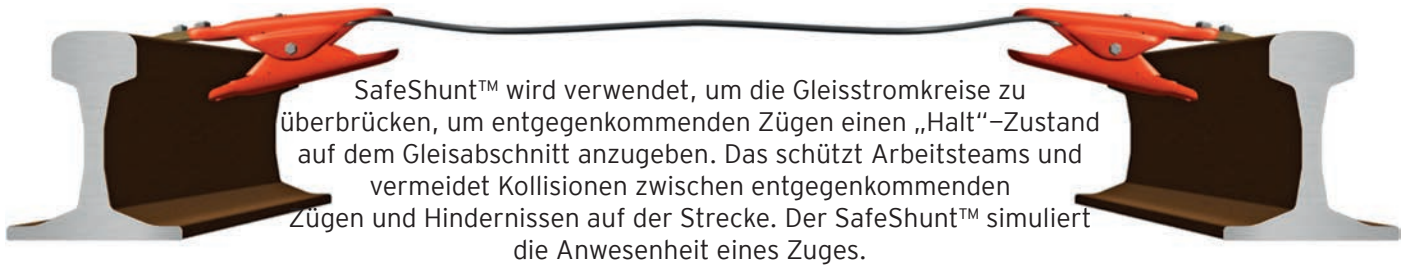 SafeShunt™ wird verwendet, um die Gleisstromkreise zu
überbrücken, um entgegenkommenden Zügen einen „Halt“–Zustand
auf dem Gleisabschnitt anzugeben. Das schützt Arbeitsteams und
vermeidet Kollisionen zwischen entgegenkommenden
Zügen und Hindernissen auf der Strecke. Der SafeShunt™ simuliert
die Anwesenheit eines Zuges.